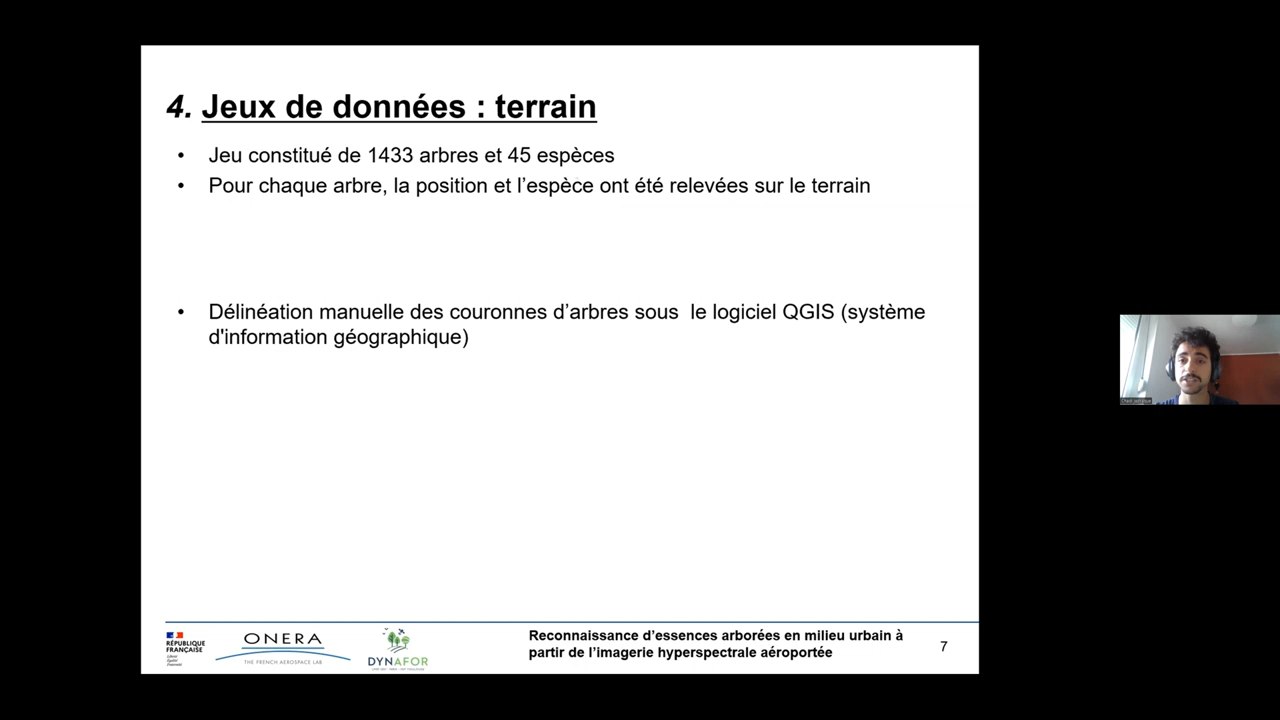 4. Jeux de données : terrain
• Jeu constitué de 1433 arbres et 45 espèces
• Pour chaque arbre, la position et l’espèce ont été relevées sur le terrain
• Délinéation manuelle des couronnes d’arbres sous  le logiciel QGIS (système
d'information géographique)
RÉPUBLIQUE
FRANÇAISE
Liberté
Égalité
Fraternité
ONERA
THE FRENCH AEROSPACE LAB
DYNAFOR
Reconnaissance d’essences arborées en milieu urbain à
partir de l’imagerie hyperspectrale aéroportée
7